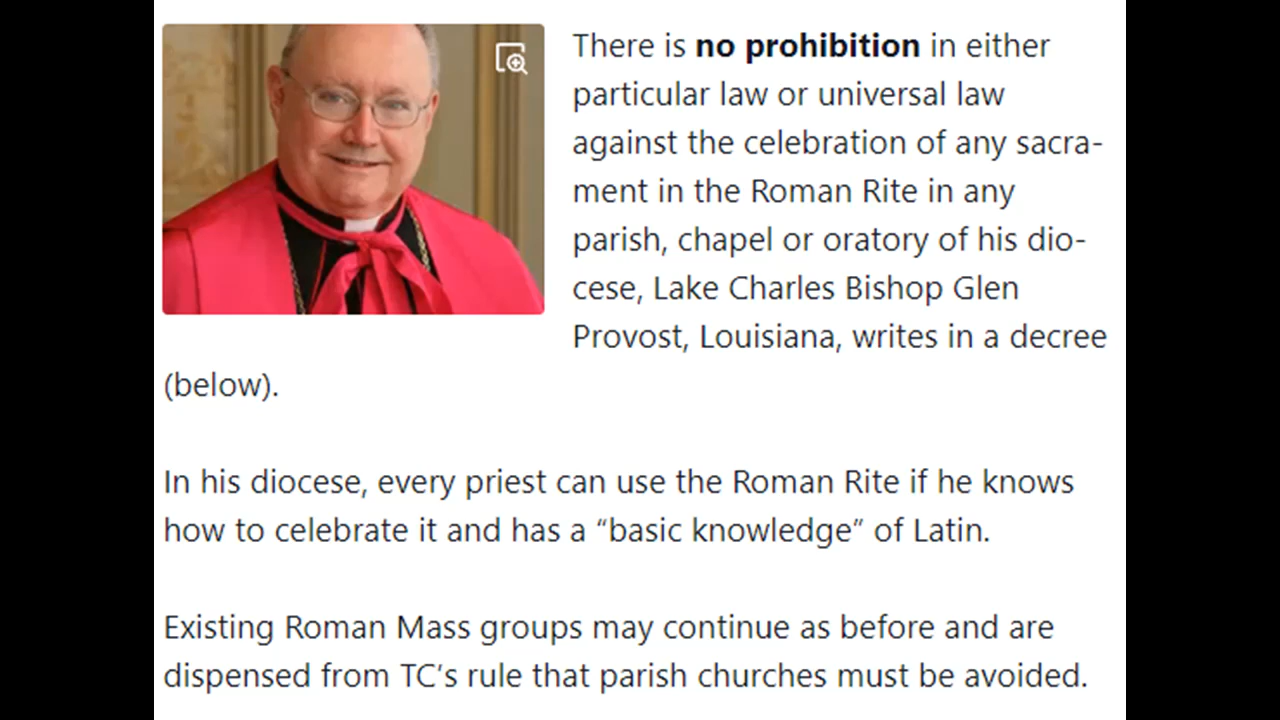 There is no prohibition in either
particular law or universal law
against the celebration of any sacra-
ment in the Roman Rite in any
parish, chapel or oratory of his dio-
cese, Lake Charles Bishop Glen
Provost, Louisiana, writes in a decree
(below).
In his diocese, every priest can use the Roman Rite if he knows
how to celebrate it and has a “basic knowledge” of Latin.
Existing Roman Mass groups may continue as before and are
dispensed from TC’s rule that parish churches must be avoided.